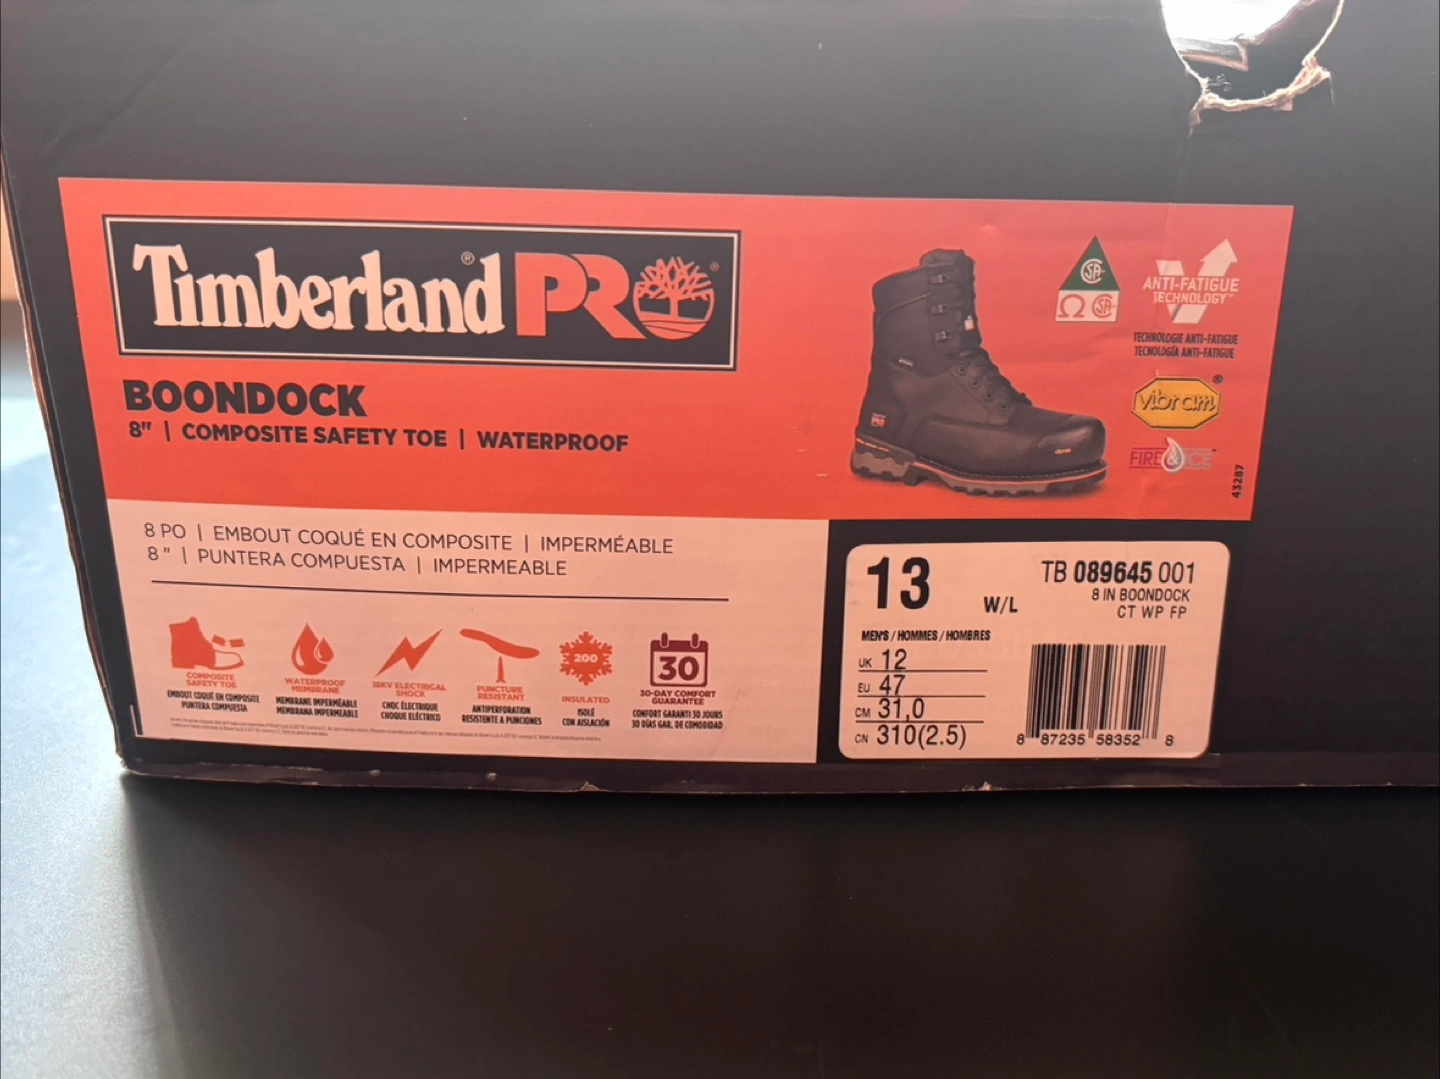 Timberland® PRO®
BOONDOCK
8" | COMPOSITE SAFETY TOE | WATERPROOF
8 PO | EMBOUT COQUÉ EN COMPOSITE | IMPERMÉABLE
8" | PUNTERA COMPUESTA | IMPERMEABLE
COMPOSITE
SAFETY TOE
EMBOUT COQUÉ EN COMPOSITE
PUNTERA COMPUESTA
WATERPROOF
MEMBRANE
MEMBRANE IMPERMÉABLE
MEMBRANA IMPERMEABLE
18KV ELECTRICAL
SHOCK
CHOC ÉLECTRIQUE
CHOQUE ELÉCTRICO
PUNCTURE
RESISTANT
ANTIPERFORATION
RESISTENTE A PUNCIONES
200
INSULATED
ISOLÉ
CON AISLACIÓN
30
30-DAY COMFORT
GUARANTEE
CONFORT GARANTI 30 JOURS
30 DÍAS GAR. DE COMODIDAD
CSA
Ω CSA
ANTI-FATIGUE
TECHNOLOGY™
TECHNOLOGIE ANTI-FATIGUE
TECNOLOGÍA ANTI-FATIGUE
vibram®
FIRE & ICE™
43287
13 W/L
TB 089645 001
8 IN BOONDOCK
CT WP FP
MEN'S / HOMMES / HOMBRES
UK 12
EU 47
CM 31,0
CN 310(2.5)
8 87235 58352 8